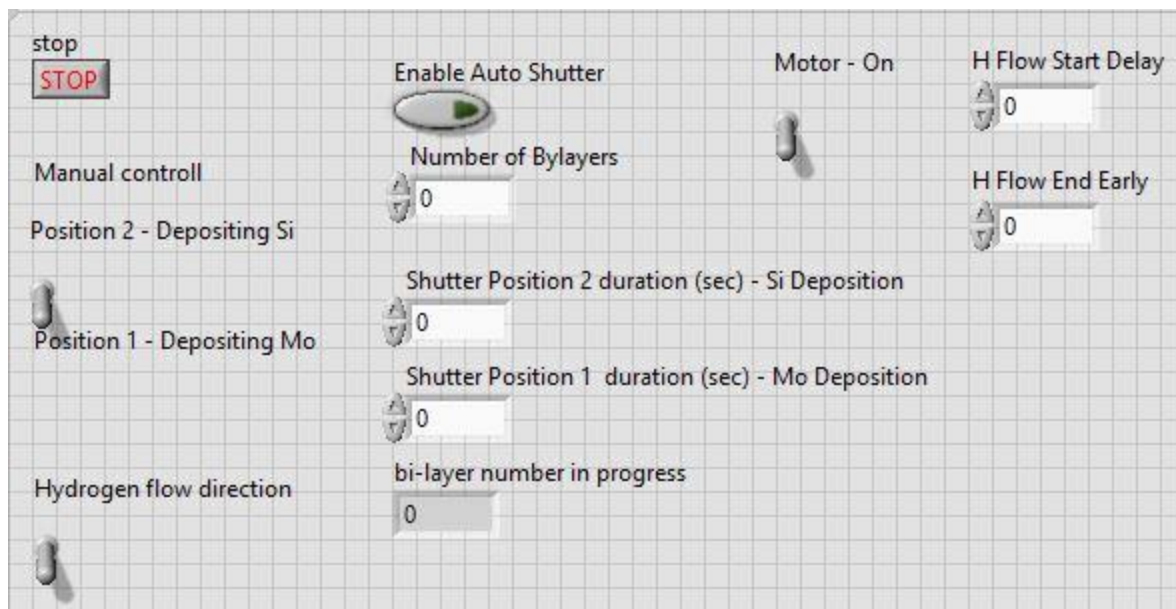 stop
STOP
Manual controll
Position 2 - Depositing Si
Position 1 - Depositing Mo
Hydrogen flow direction
Enable Auto Shutter
Number of Bylayers
0
Shutter Position 2 duration (sec) - Si Deposition
0
Shutter Position 1  duration (sec) - Mo Deposition
0
bi-layer number in progress
0
Motor - On
H Flow Start Delay
0
H Flow End Early
0